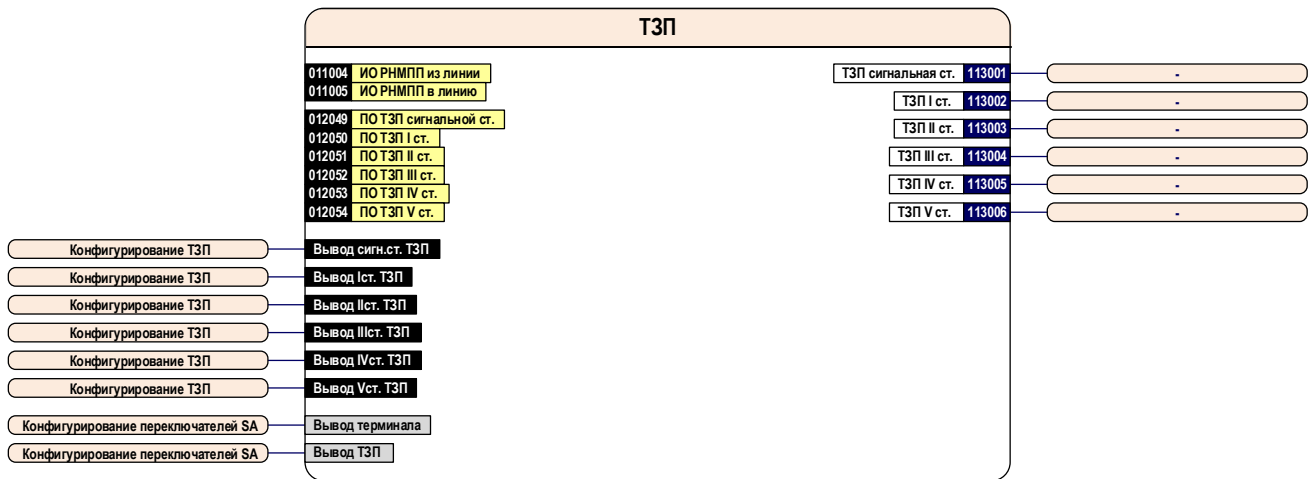 ТЗП
011004 ИО РНМПП из линии
011005 ИО РНМПП в линию
012049 ПО ТЗП сигнальной ст.
012050 ПО ТЗП I ст.
012051 ПО ТЗП II ст.
012052 ПО ТЗП III ст.
012053 ПО ТЗП IV ст.
012054 ПО ТЗП V ст.
ТЗП сигнальная ст. 113001 -
ТЗП I ст. 113002 -
ТЗП II ст. 113003 -
ТЗП III ст. 113004 -
ТЗП IV ст. 113005 -
ТЗП V ст. 113006 -
Конфигурирование ТЗП Вывод сигн.ст. ТЗП
Конфигурирование ТЗП Вывод Iст. ТЗП
Конфигурирование ТЗП Вывод IIст. ТЗП
Конфигурирование ТЗП Вывод IIIст. ТЗП
Конфигурирование ТЗП Вывод IVст. ТЗП
Конфигурирование ТЗП Вывод Vст. ТЗП
Конфигурирование переключателей SA Вывод терминала
Конфигурирование переключателей SA Вывод ТЗП